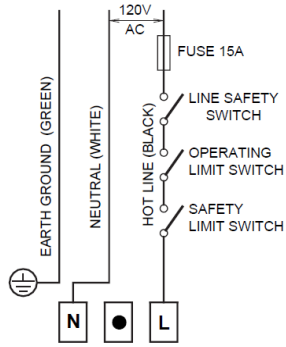 120V
AC
FUSE 15A
LINE SAFETY
SWITCH
OPERATING
LIMIT SWITCH
SAFETY
LIMIT SWITCH
EARTH GROUND (GREEN)
NEUTRAL (WHITE)
HOT LINE (BLACK)
N
L